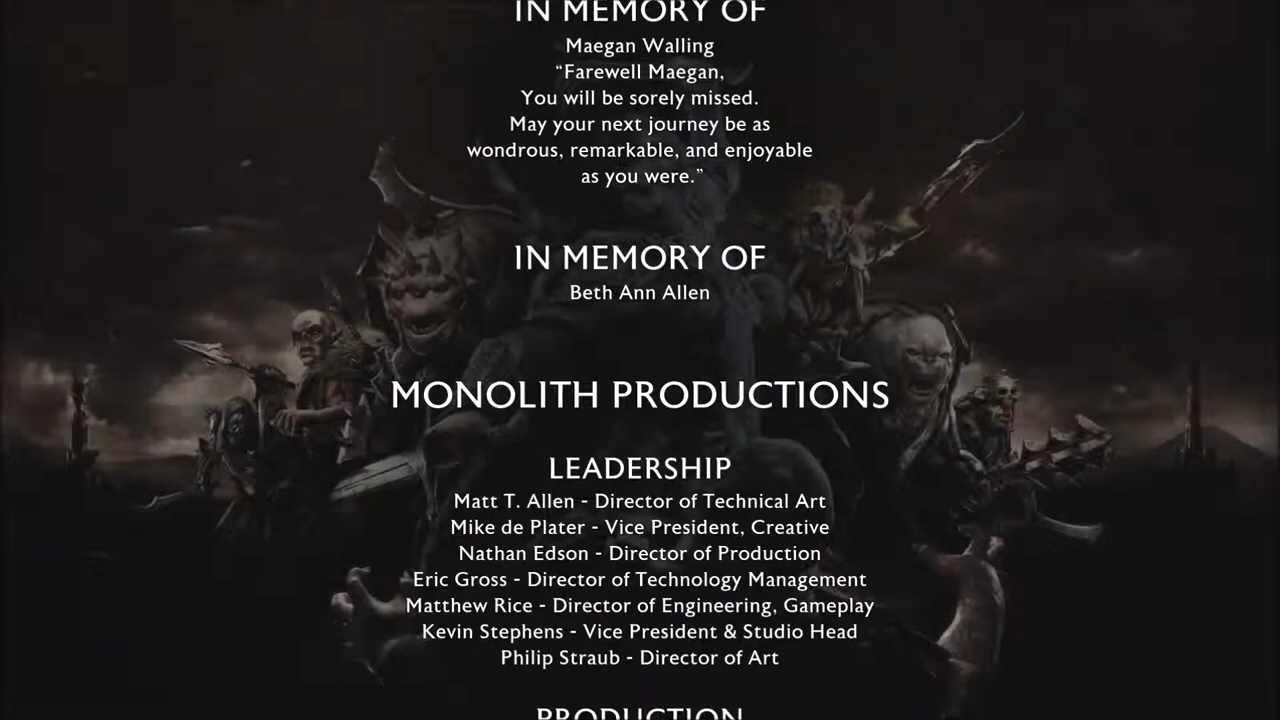 IN MEMORY OF
Maegan Walling
“Farewell Maegan,
You will be sorely missed.
May your next journey be as
wondrous, remarkable, and enjoyable
as you were.”
IN MEMORY OF
Beth Ann Allen
MONOLITH PRODUCTIONS
LEADERSHIP
Matt T. Allen - Director of Technical Art
Mike de Plater - Vice President, Creative
Nathan Edson - Director of Production
Eric Gross - Director of Technology Management
Matthew Rice - Director of Engineering, Gameplay
Kevin Stephens - Vice President & Studio Head
Philip Straub - Director of Art
PRODUCTION